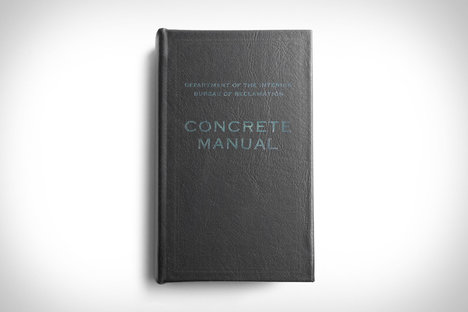 DEPARTMENT OF THE INTERIOR
BUREAU OF RECLAMATION
CONCRETE
MANUAL